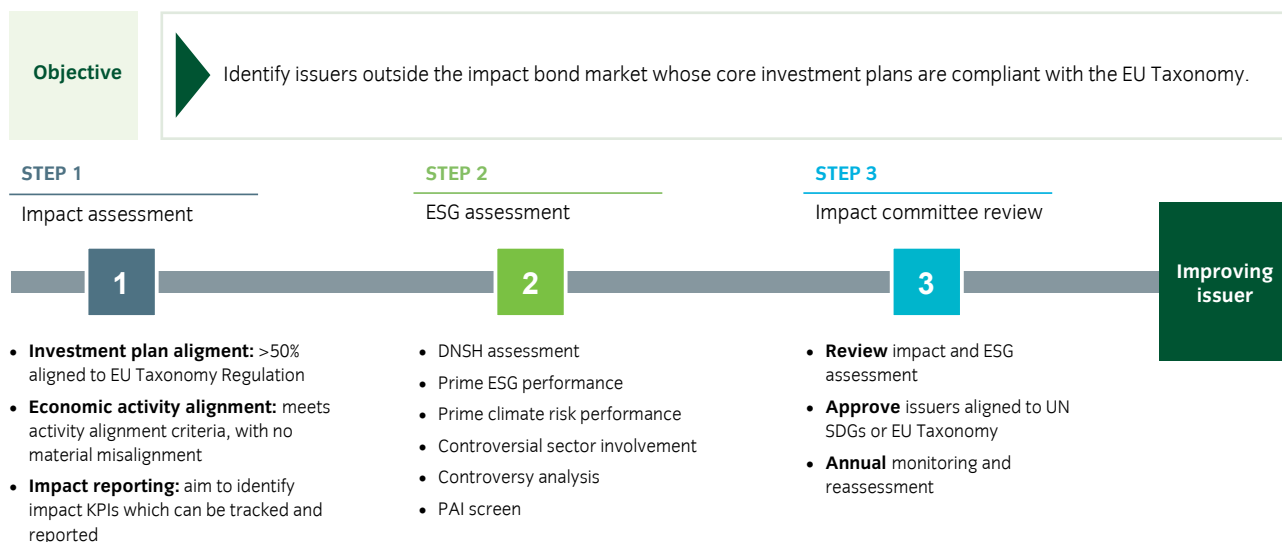 Objective
Identify issuers outside the impact bond market whose core investment plans are compliant with the EU Taxonomy.
STEP 1
Impact assessment
1
• Investment plan aligment: >50%
aligned to EU Taxonomy Regulation
• Economic activity alignment: meets
activity alignment criteria, with no
material misalignment
• Impact reporting: aim to identify
impact KPIs which can be tracked and
reported
STEP 2
ESG assessment
2
• DNSH assessment
• Prime ESG performance
• Prime climate risk performance
• Controversial sector involvement
• Controversy analysis
• PAI screen
STEP 3
Impact committee review
3
• Review impact and ESG
assessment
• Approve issuers aligned to UN
SDGs or EU Taxonomy
• Annual monitoring and
reassessment
Improving
issuer